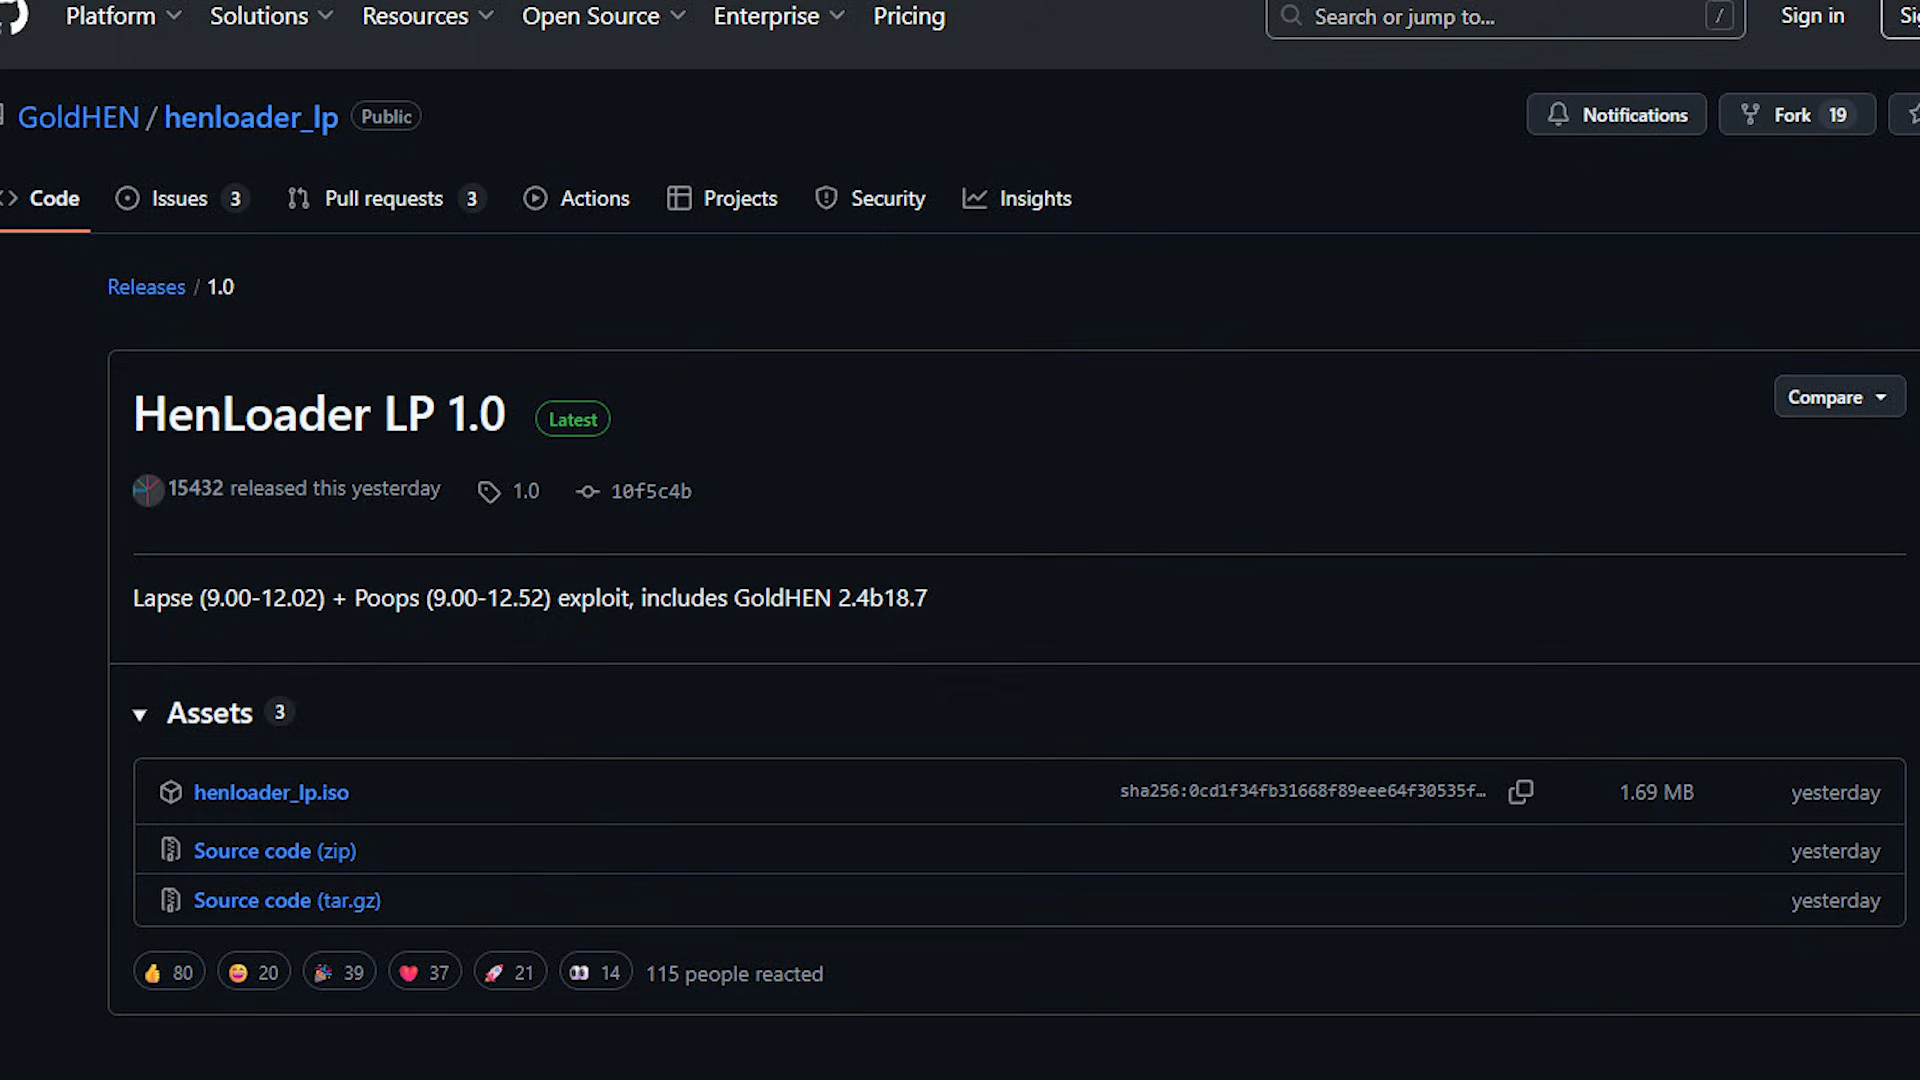 Platform Solutions Resources Open Source Enterprise Pricing Search or jump to... / Sign in
GoldHEN / henloader_lp Public Notifications Fork 19
Code Issues 3 Pull requests 3 Actions Projects Security Insights
Releases / 1.0
HenLoader LP 1.0 Latest Compare
15432 released this yesterday 1.0 10f5c4b
Lapse (9.00-12.02) + Poops (9.00-12.52) exploit, includes GoldHEN 2.4b18.7
Assets 3
henloader_lp.iso sha256:0cd1f34fb31668f89eee64f30535f… 1.69 MB yesterday
Source code (zip) yesterday
Source code (tar.gz) yesterday
80 20 39 37 21 14 115 people reacted